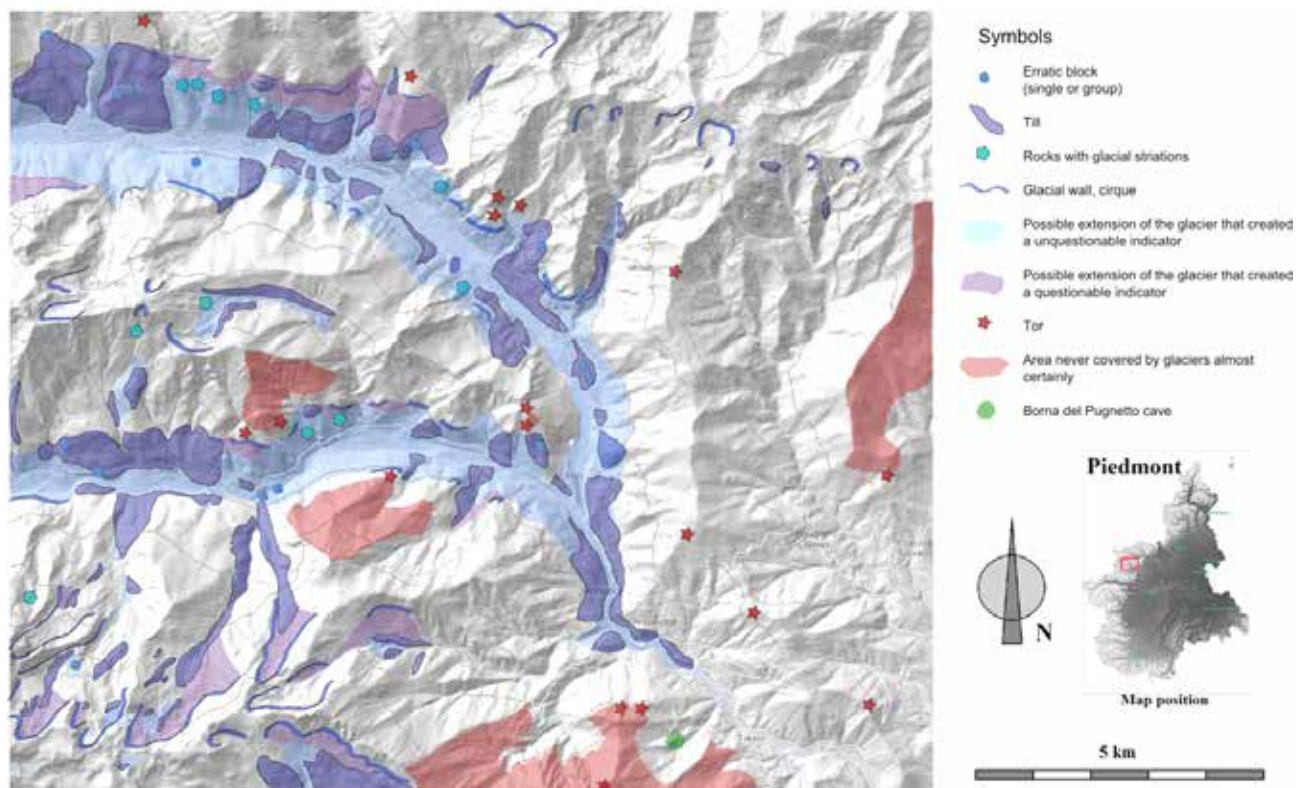 Symbols
Erratic block
(single or group)
Till
Rocks with glacial striations
Glacial wall, cirque
Possible extension of the glacier that created
a unquestionable indicator
Possible extension of the glacier that created
a questionable indicator
Tor
Area never covered by glaciers almost
certainly
Borna del Pugnetto cave
Piedmont
N
Map position
5 km